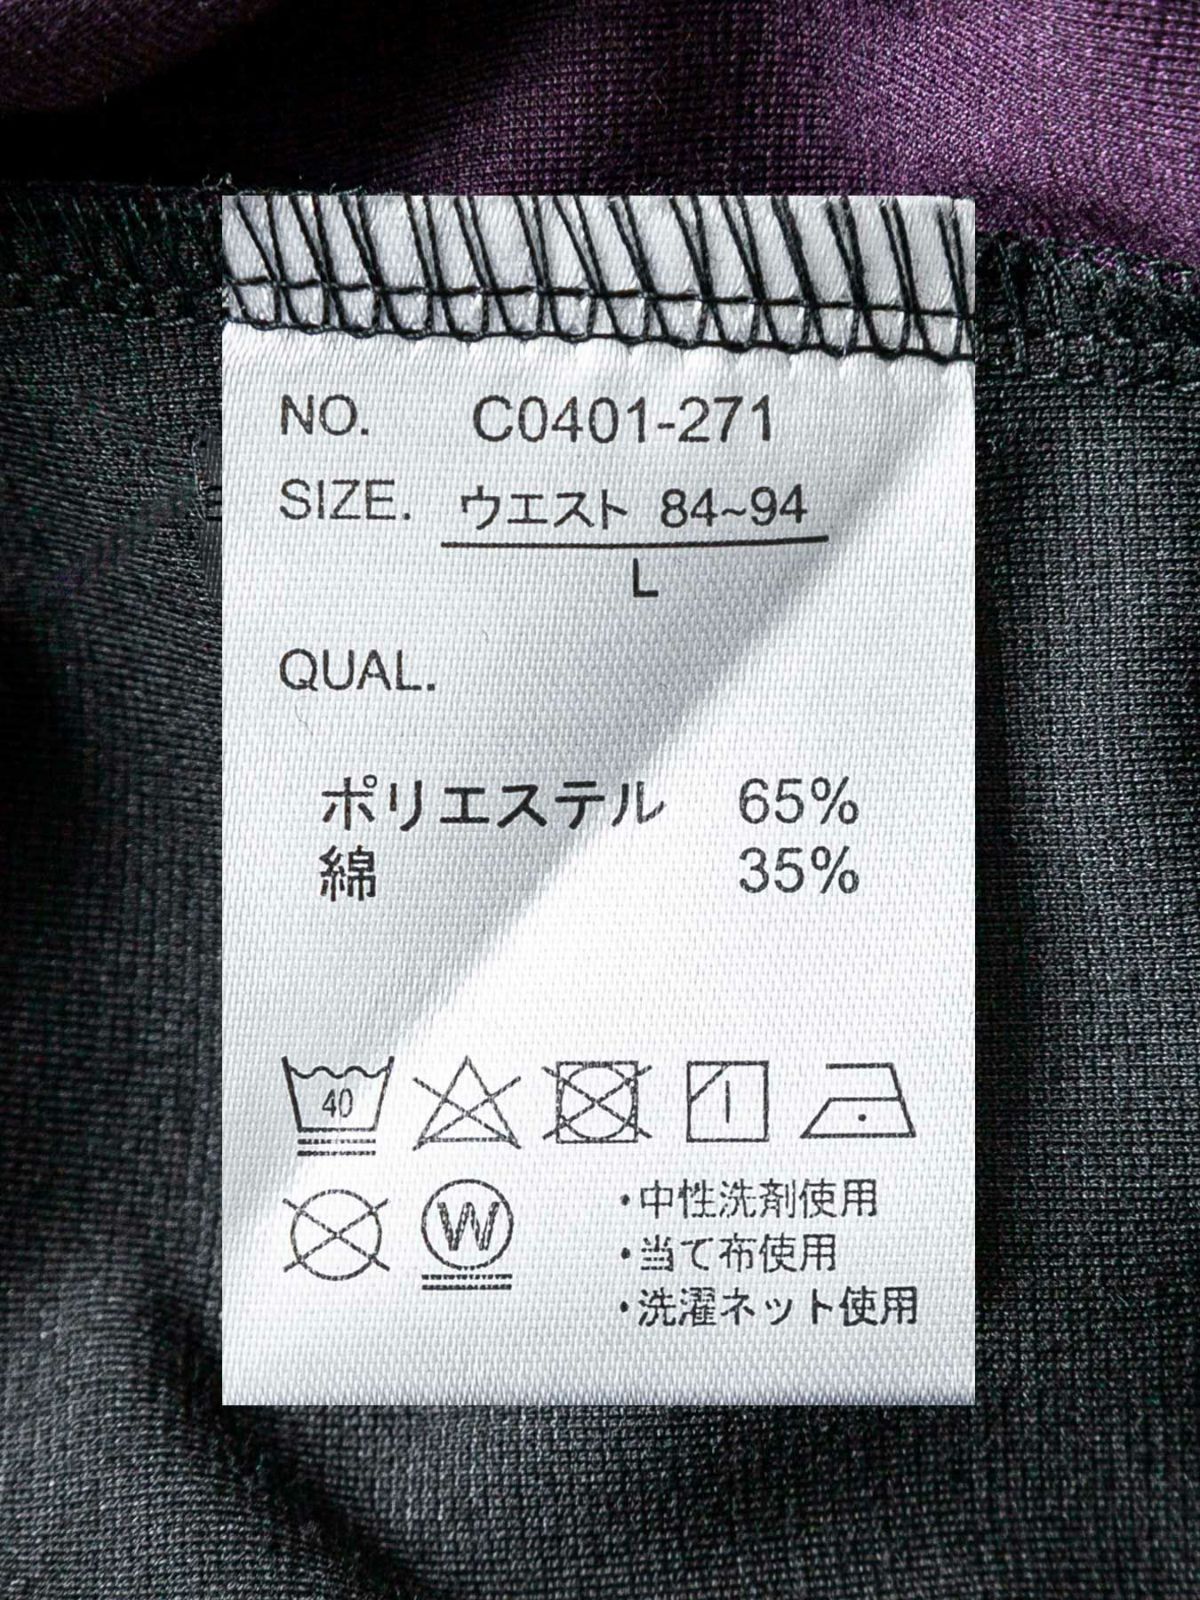 NO. C0401-271
SIZE. ウエスト 84~94
L
QUAL.
ポリエステル 65%
綿 35%
40
W
・中性洗剤使用
・当て布使用
・洗濯ネット使用